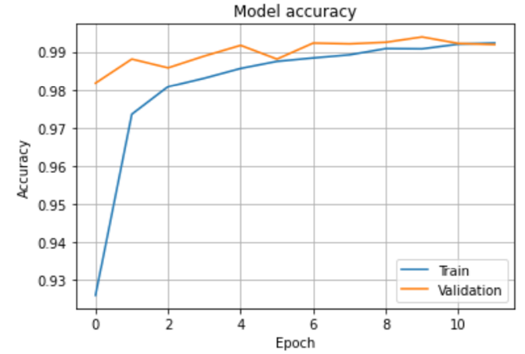 Model accuracy
Accuracy
0.99
0.98
0.97
0.96
0.95
0.94
0.93
0 2 4 6 8 10
Epoch
Train
Validation